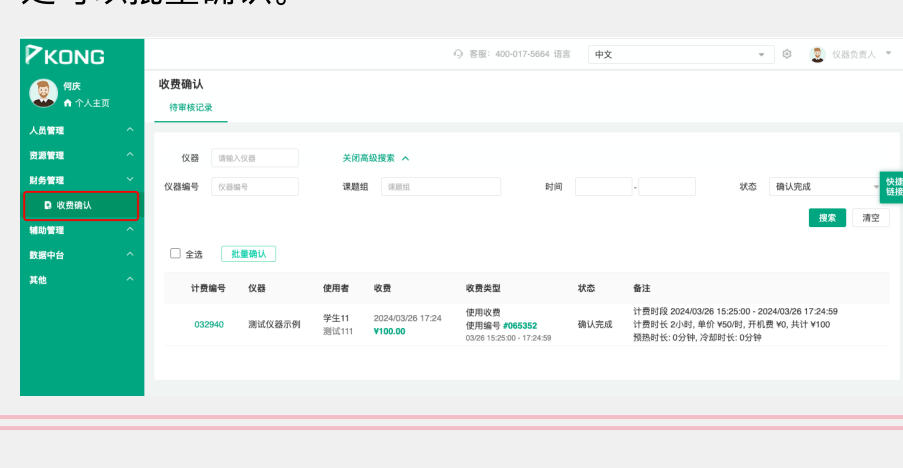 KONG
客服: 400-017-5664 语言 中文 仪器负责人
何庆
个人主页
收费确认
待审核记录
人员管理
资源管理
财务管理
收费确认
辅助管理
数据中台
其他
仪器 请输入仪器 关闭高级搜索
仪器编号 仪器编号 课题组 课题组 时间 - 状态 确认完成
快捷
链接
搜索 清空
全选 批量确认
计费编号 仪器 使用者 收费 收费类型 状态 备注
032940 测试仪器示例
学生11
测试111
2024/03/26 17:24
¥100.00
使用收费
使用编号 #065352
03/26 15:25:00 - 17:24:59
确认完成
计费时段 2024/03/26 15:25:00 - 2024/03/26 17:24:59
计费时长 2小时, 单价 ¥50/时, 开机费 ¥0, 共计 ¥100
预热时长: 0分钟, 冷却时长: 0分钟